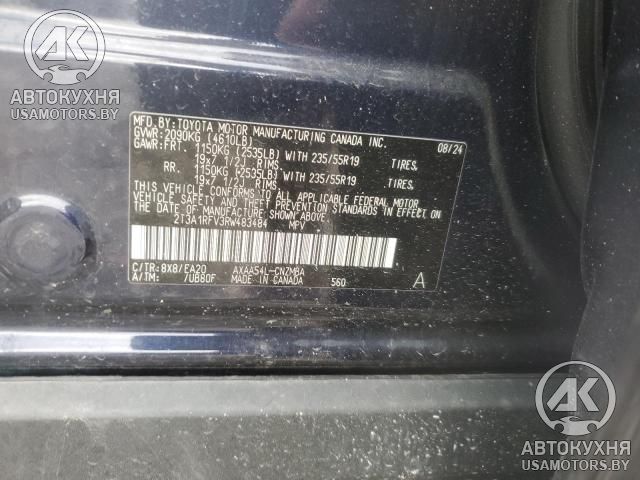 АВТОКУХНЯ
USAMOTORS.BY
MFD.BY:TOYOTA MOTOR MANUFACTURING CANADA INC. 08/24
GVWR:2090KG (4610LB)
GAWR:FRT 1150KG (2535LB) WITH 235/55R19 TIRES,
19x7 1/2J RIMS
RR. 1150KG (2535LB) WITH 235/55R19 TIRES,
19x7 1/2J RIMS
THIS VEHICLE CONFORMS TO ALL APPLICABLE FEDERAL MOTOR
VEHICLE SAFETY AND THEFT PREVENTION STANDARDS IN EFFECT
ON THE DATE OF MANUFACTURE SHOWN ABOVE.
2T3A1RFV3RW483484 MPV
C/TR:8X8/EA20 AXAA54L-CNZMBA
A/TM: /UB80F MADE IN CANADA 560 A
АВТОКУХНЯ
USAMOTORS.BY